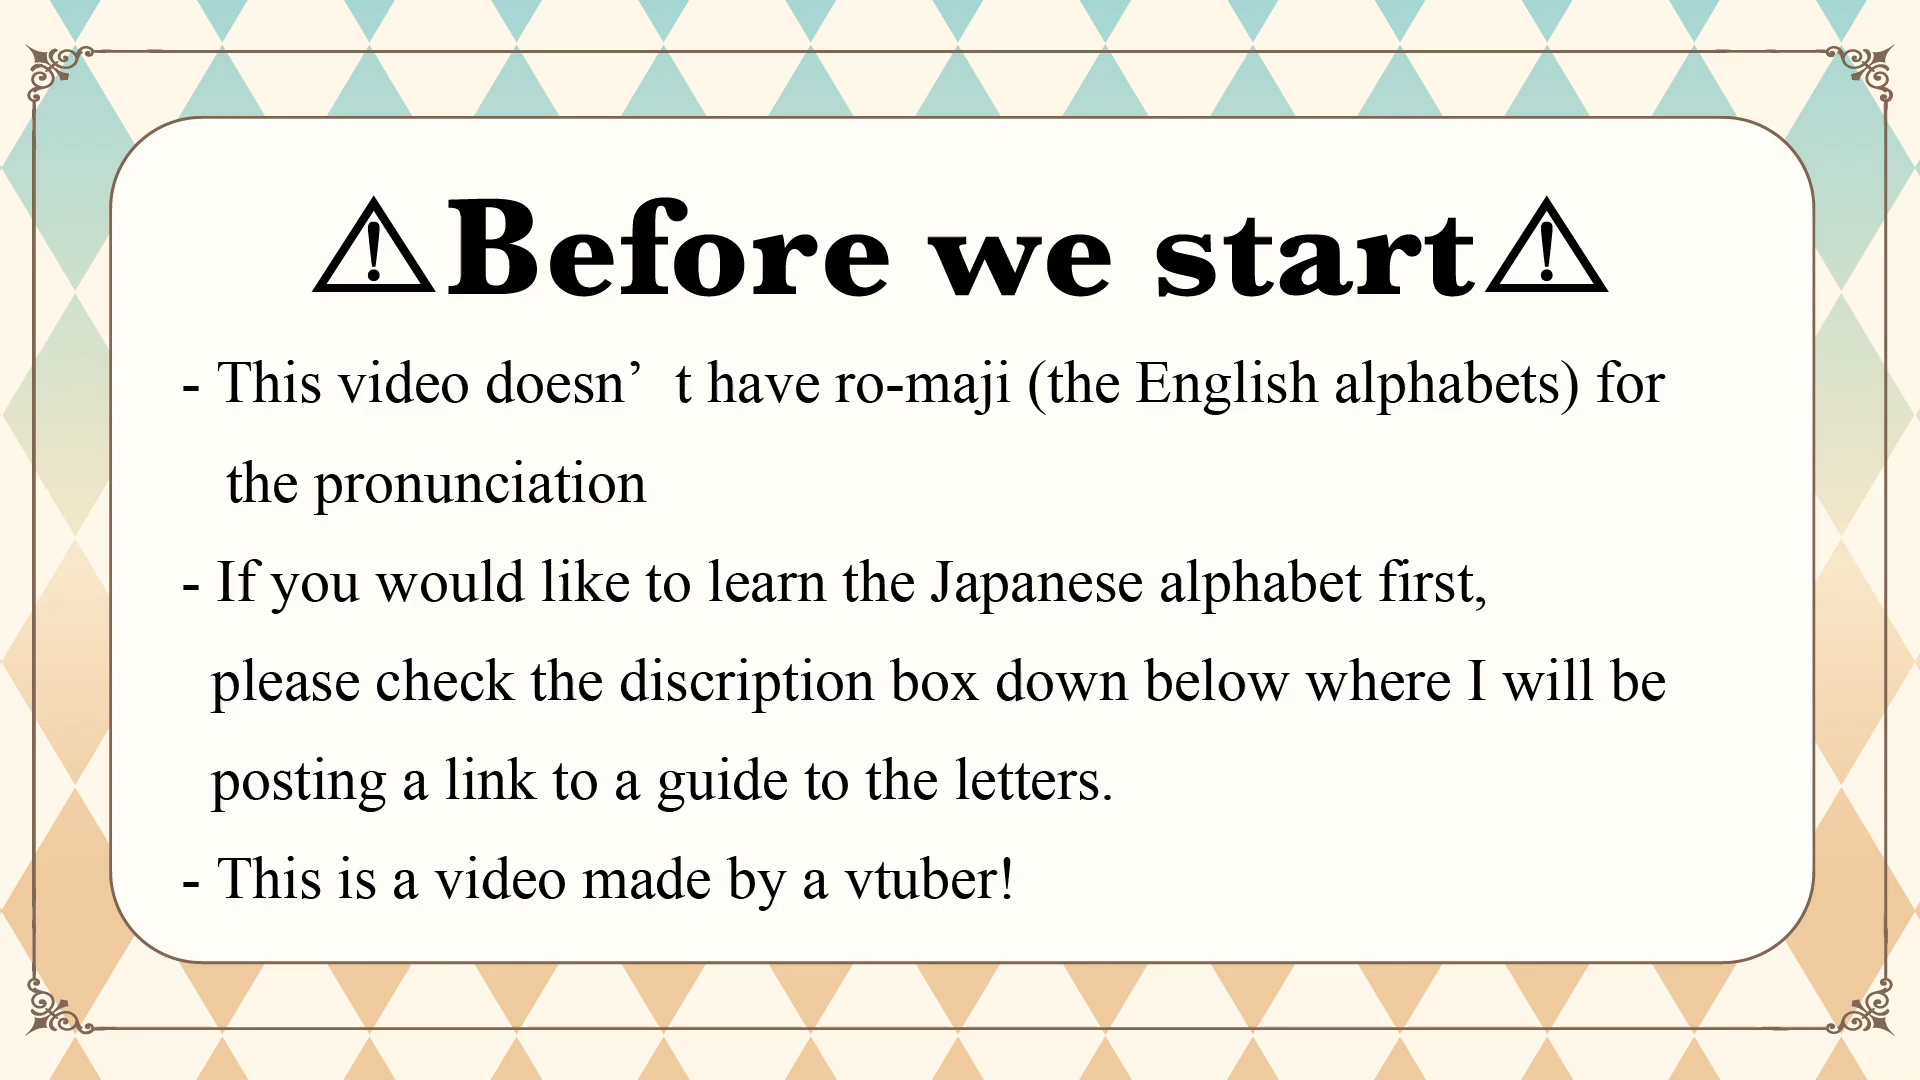 ⚠Before we start⚠
- This video doesn’ t have ro-maji (the English alphabets) for
the pronunciation
- If you would like to learn the Japanese alphabet first,
please check the discription box down below where I will be
posting a link to a guide to the letters.
- This is a video made by a vtuber!